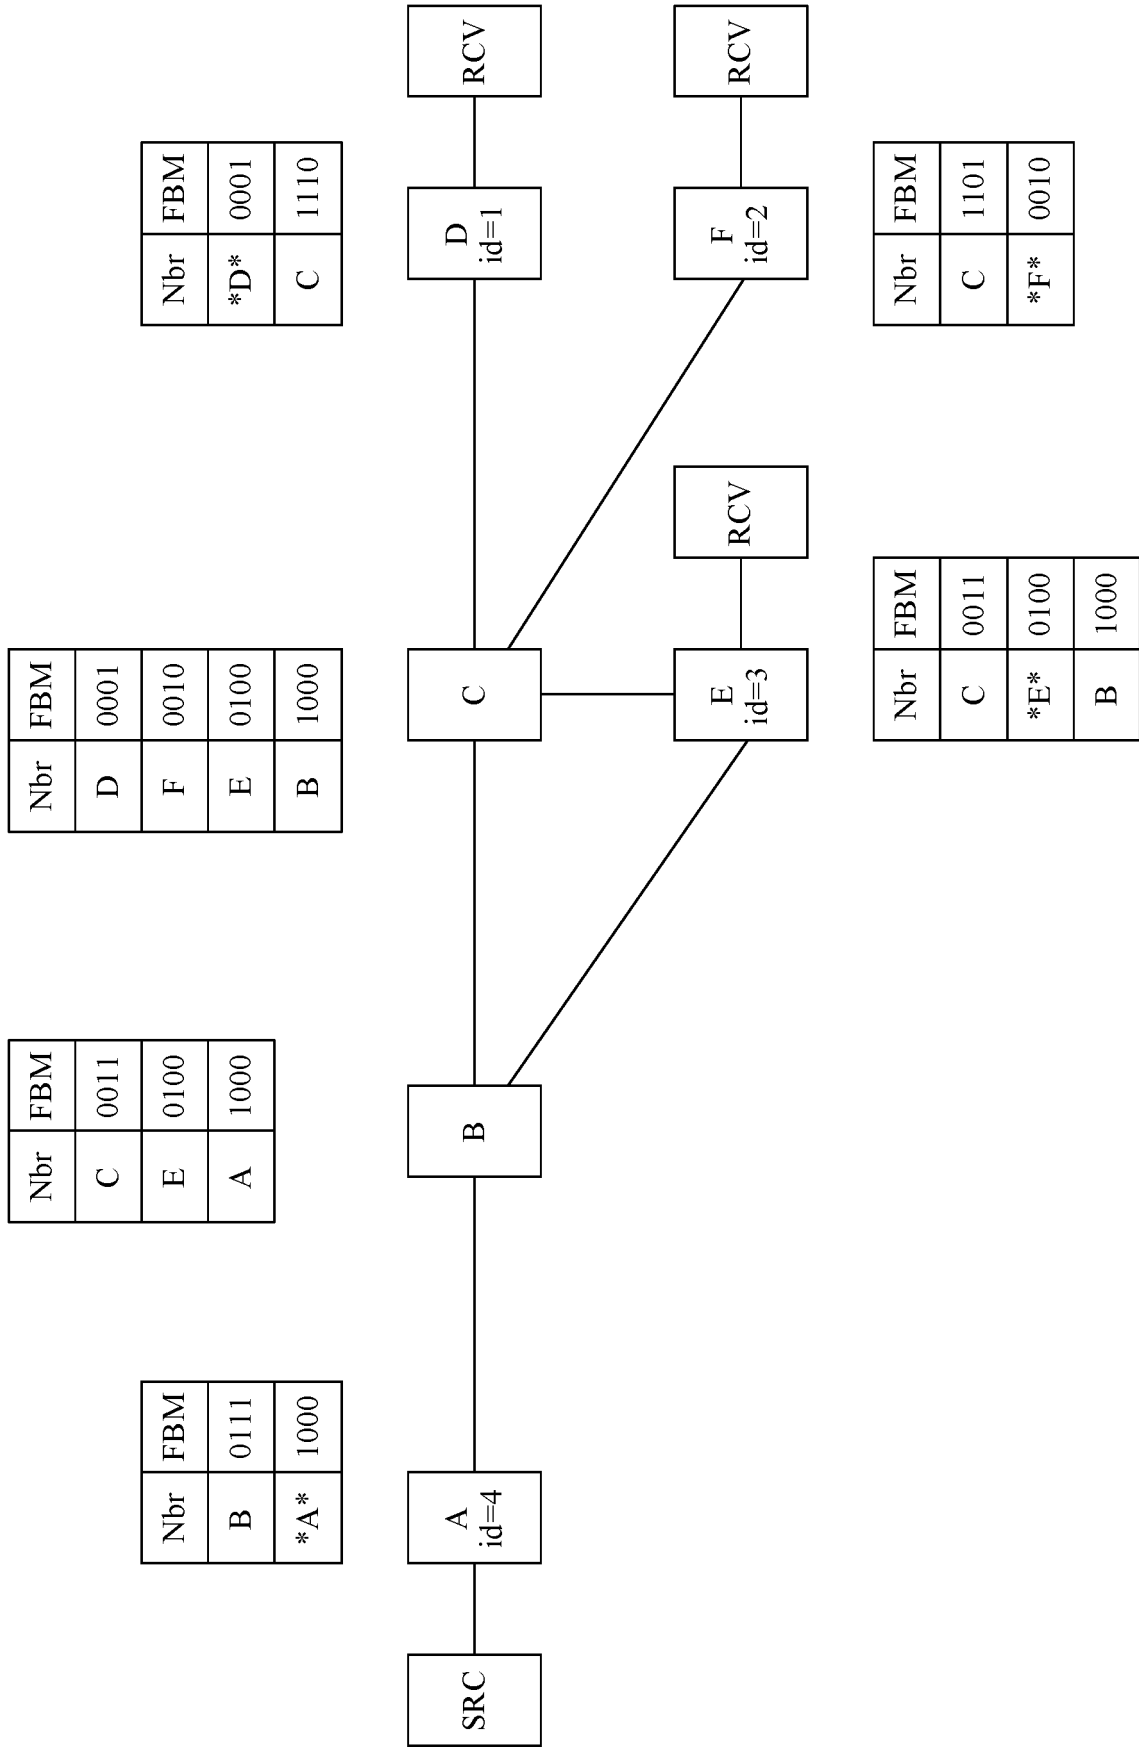 Nbr FBM
B 0111
*A* 1000
Nbr FBM
C 0011
E 0100
A 1000
Nbr FBM
D 0001
F 0010
E 0100
B 1000
Nbr FBM
*D* 0001
C 1110
SRC
A
id=4
B
C
D
id=1
RCV
E
id=3
RCV
F
id=2
RCV
Nbr FBM
C 0011
*E* 0100
B 1000
Nbr FBM
C 1101
*F* 0010